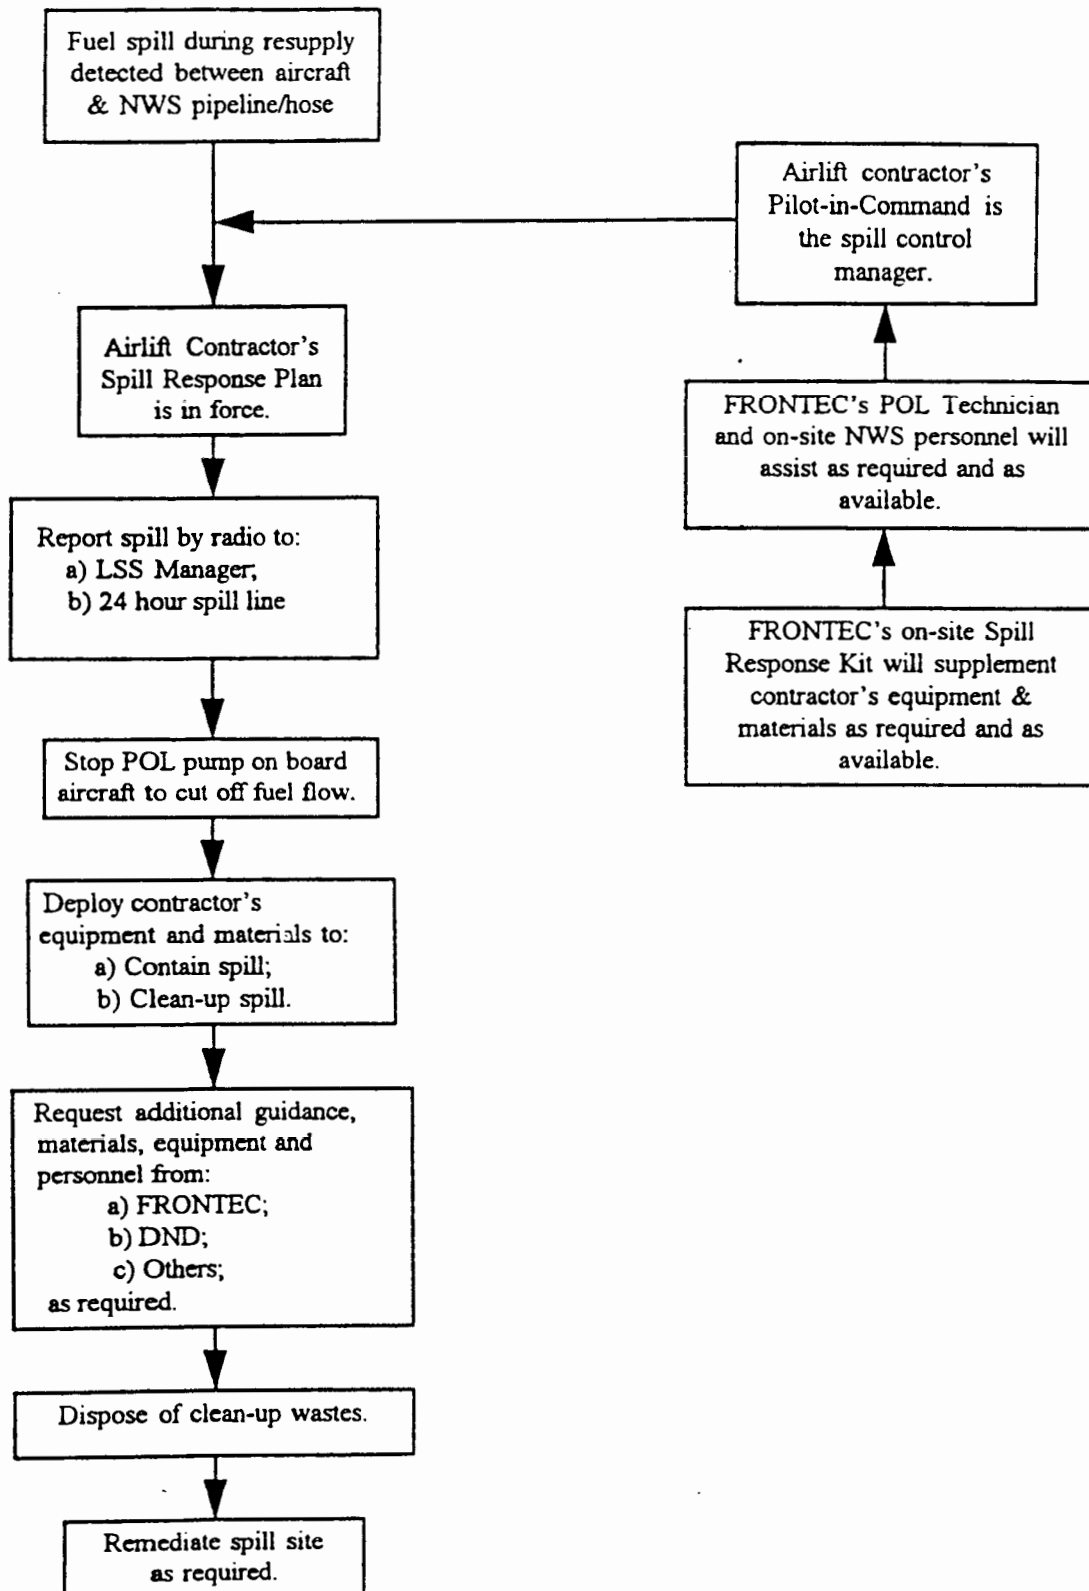 Fuel spill during resupply
detected between aircraft
& NWS pipeline/hose
Airlift contractor's
Pilot-in-Command is
the spill control
manager.
Airlift Contractor's
Spill Response Plan
is in force.
FRONTEC's POL Technician
and on-site NWS personnel will
assist as required and as
available.
Report spill by radio to:
a) LSS Manager;
b) 24 hour spill line
FRONTEC's on-site Spill
Response Kit will supplement
contractor's equipment &
materials as required and as
available.
Stop POL pump on board
aircraft to cut off fuel flow.
Deploy contractor's
equipment and materials to:
a) Contain spill;
b) Clean-up spill.
Request additional guidance,
materials, equipment and
personnel from:
a) FRONTEC;
b) DND;
c) Others;
as required.
Dispose of clean-up wastes.
Remediate spill site
as required.